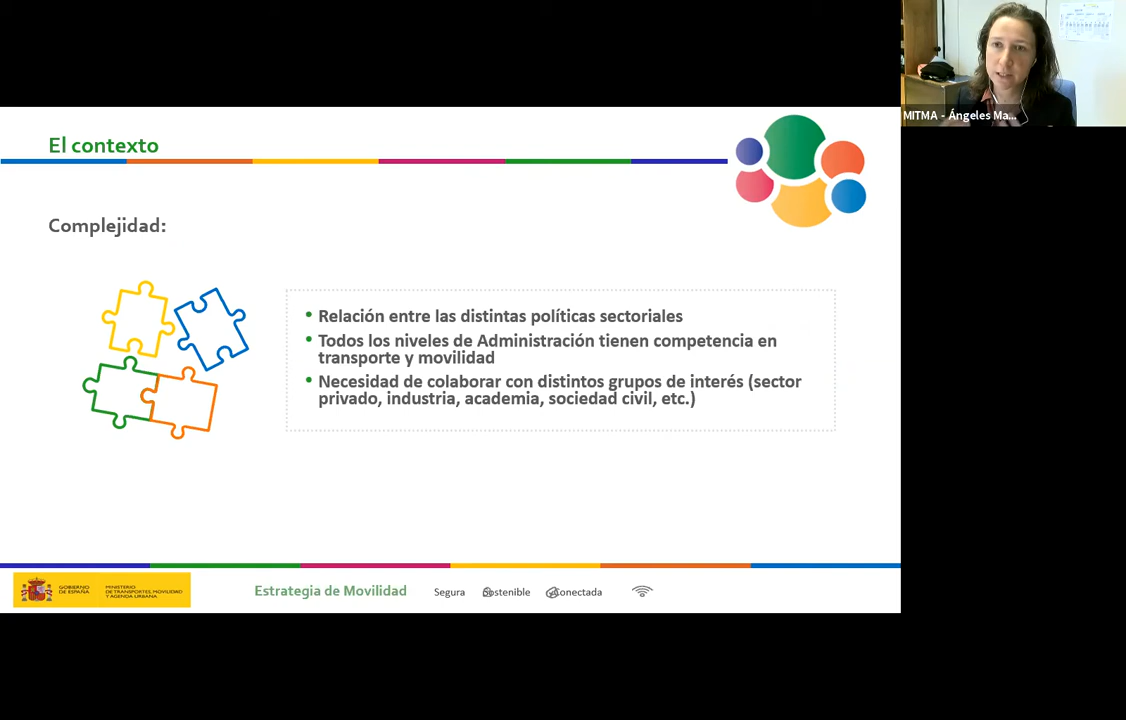 MITMA - Ángeles Ma...
El contexto
Complejidad:
• Relación entre las distintas políticas sectoriales
• Todos los niveles de Administración tienen competencia en
transporte y movilidad
• Necesidad de colaborar con distintos grupos de interés (sector
privado, industria, academia, sociedad civil, etc.)
GOBIERNO
DE ESPAÑA
MINISTERIO
DE TRANSPORTES, MOVILIDAD
Y AGENDA URBANA
Estrategia de Movilidad
Segura
Sostenible
Conectada